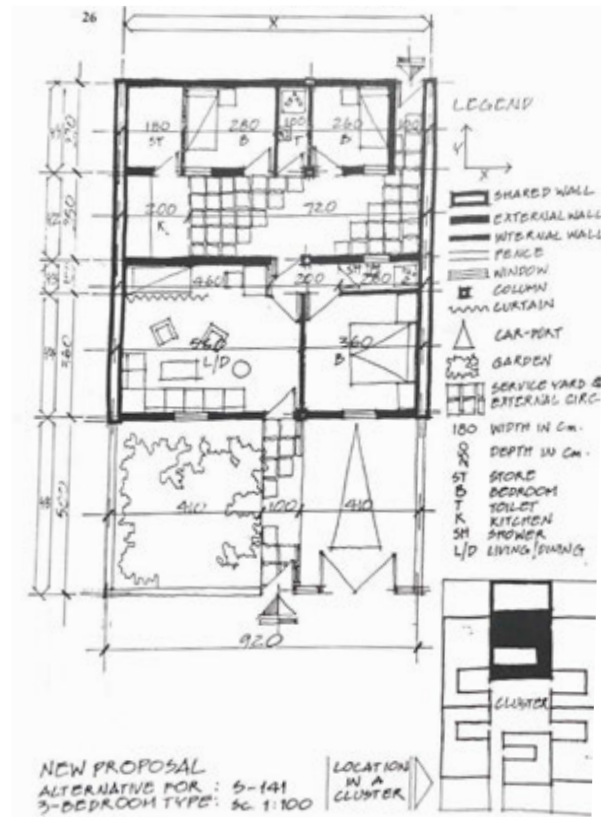 26
X
180
ST
280
B
100
T
260
B
100
200
K
720
460
SH
200
560
L/D
360
B
270
250
360
500
410
100
410
920
LEGEND
Y
X
SHARED WALL
EXTERNAL WALL
INTERNAL WALL
FENCE
WINDOW
COLUMN
CURTAIN
CAR-PORT
GARDEN
SERVICE YARD &
EXTERNAL CIRC.
180 WIDTH IN Cm.
DEPTH IN Cm.
ST STORE
B BEDROOM
T TOILET
K KITCHEN
SH SHOWER
L/D LIVING/DINING
CLUSTER
NEW PROPOSAL
ALTERNATIVE FOR : S-141
3-BEDROOM TYPE: SC. 1:100
LOCATION
IN A
CLUSTER